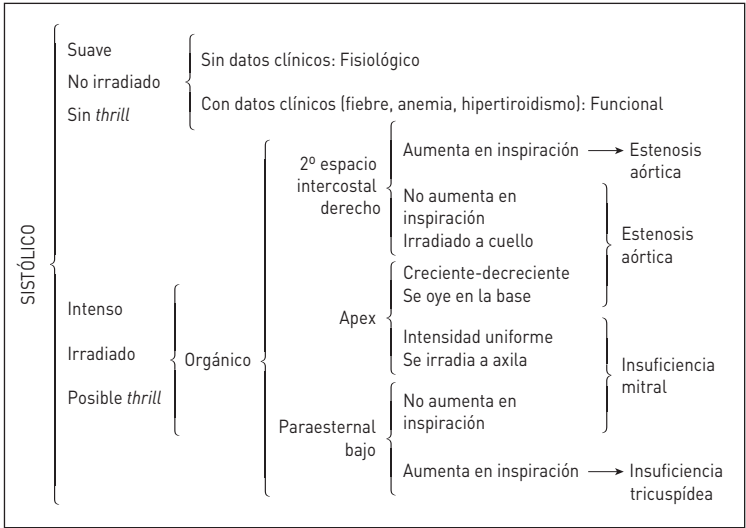 SISTÓLICO
Suave
No irradiado
Sin thrill
Sin datos clínicos: Fisiológico
Con datos clínicos (fiebre, anemia, hipertiroidismo): Funcional
Intenso
Irradiado
Posible thrill
Orgánico
2º espacio
intercostal
derecho
Aumenta en inspiración
Estenosis
aórtica
No aumenta en
inspiración
Irradiado a cuello
Apex
Creciente-decreciente
Se oye en la base
Estenosis
aórtica
Intensidad uniforme
Se irradia a axila
Paraesternal
bajo
No aumenta en
inspiración
Insuficiencia
mitral
Aumenta en inspiración
Insuficiencia
tricuspídea